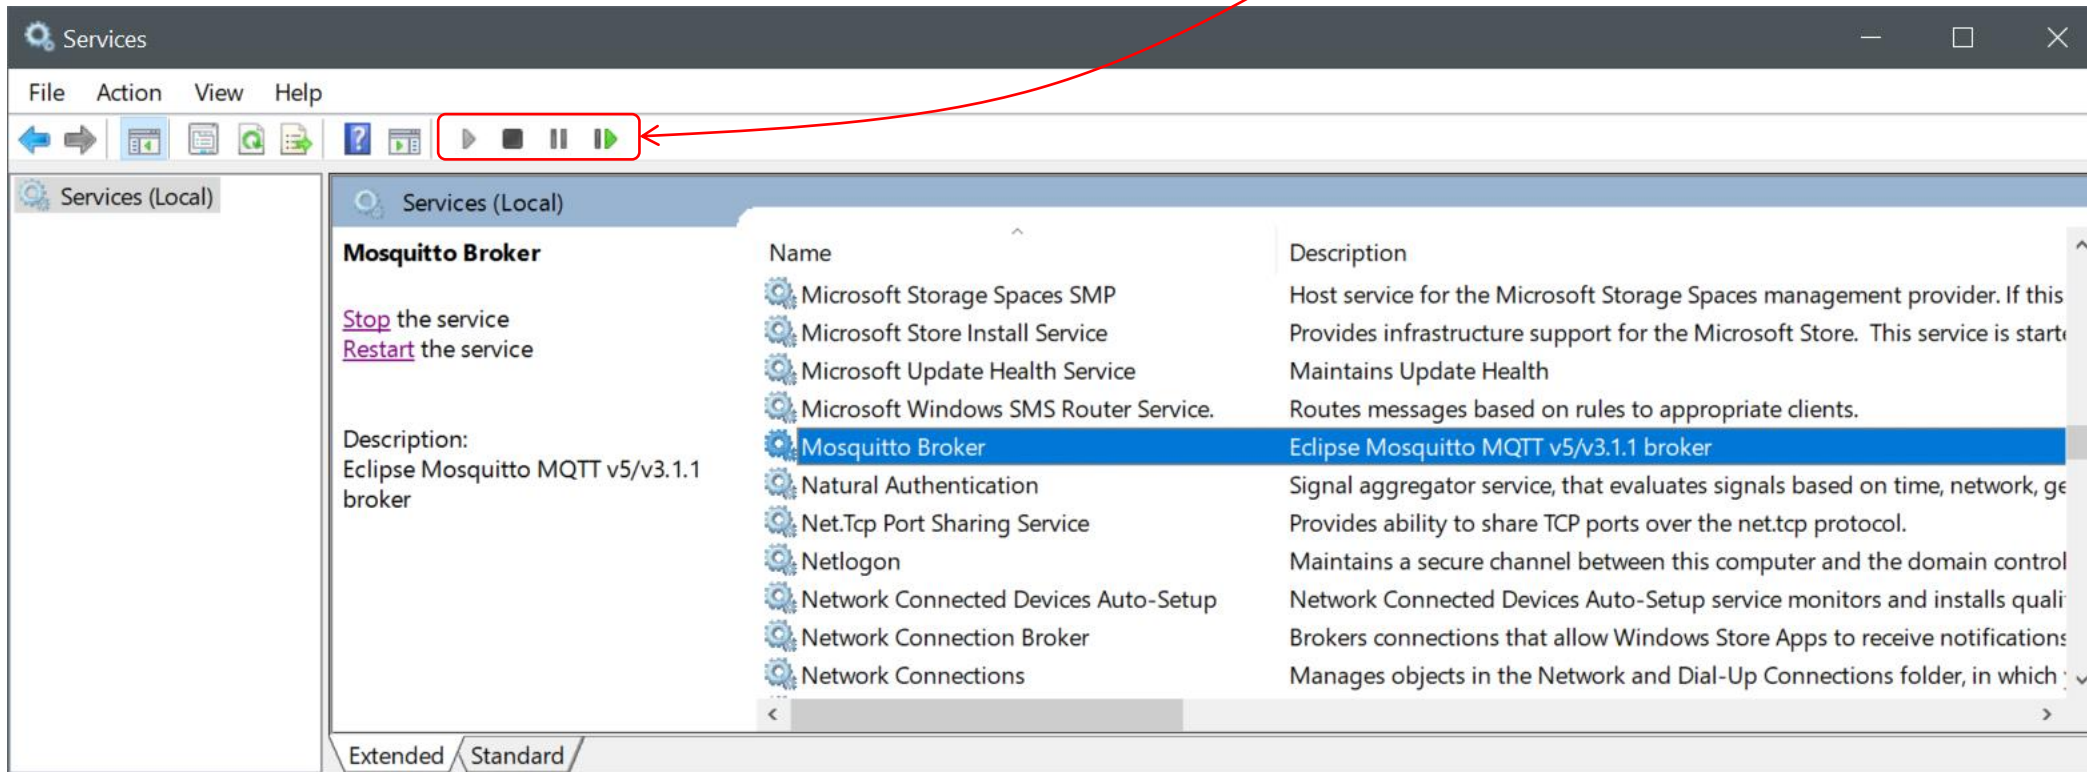 Services
File Action View Help
Services (Local)
Services (Local)
Mosquitto Broker
Stop the service
Restart the service
Description:
Eclipse Mosquitto MQTT v5/v3.1.1
broker
Name Description
Microsoft Storage Spaces SMP Host service for the Microsoft Storage Spaces management provider. If this
Microsoft Store Install Service Provides infrastructure support for the Microsoft Store. This service is
Microsoft Update Health Service Maintains Update Health
Microsoft Windows SMS Router Service. Routes messages based on rules to appropriate clients.
Mosquitto Broker Eclipse Mosquitto MQTT v5/v3.1.1 broker
Natural Authentication Signal aggregator service, that evaluates signals based on time, network,
Net.Tcp Port Sharing Service Provides ability to share TCP ports over the net.tcp protocol.
Netlogon Maintains a secure channel between this computer and the domain
Network Connected Devices Auto-Setup Network Connected Devices Auto-Setup service monitors and installs
Network Connection Broker Brokers connections that allow Windows Store Apps to receive notifications
Network Connections Manages objects in the Network and Dial-Up Connections folder, in which
Extended Standard